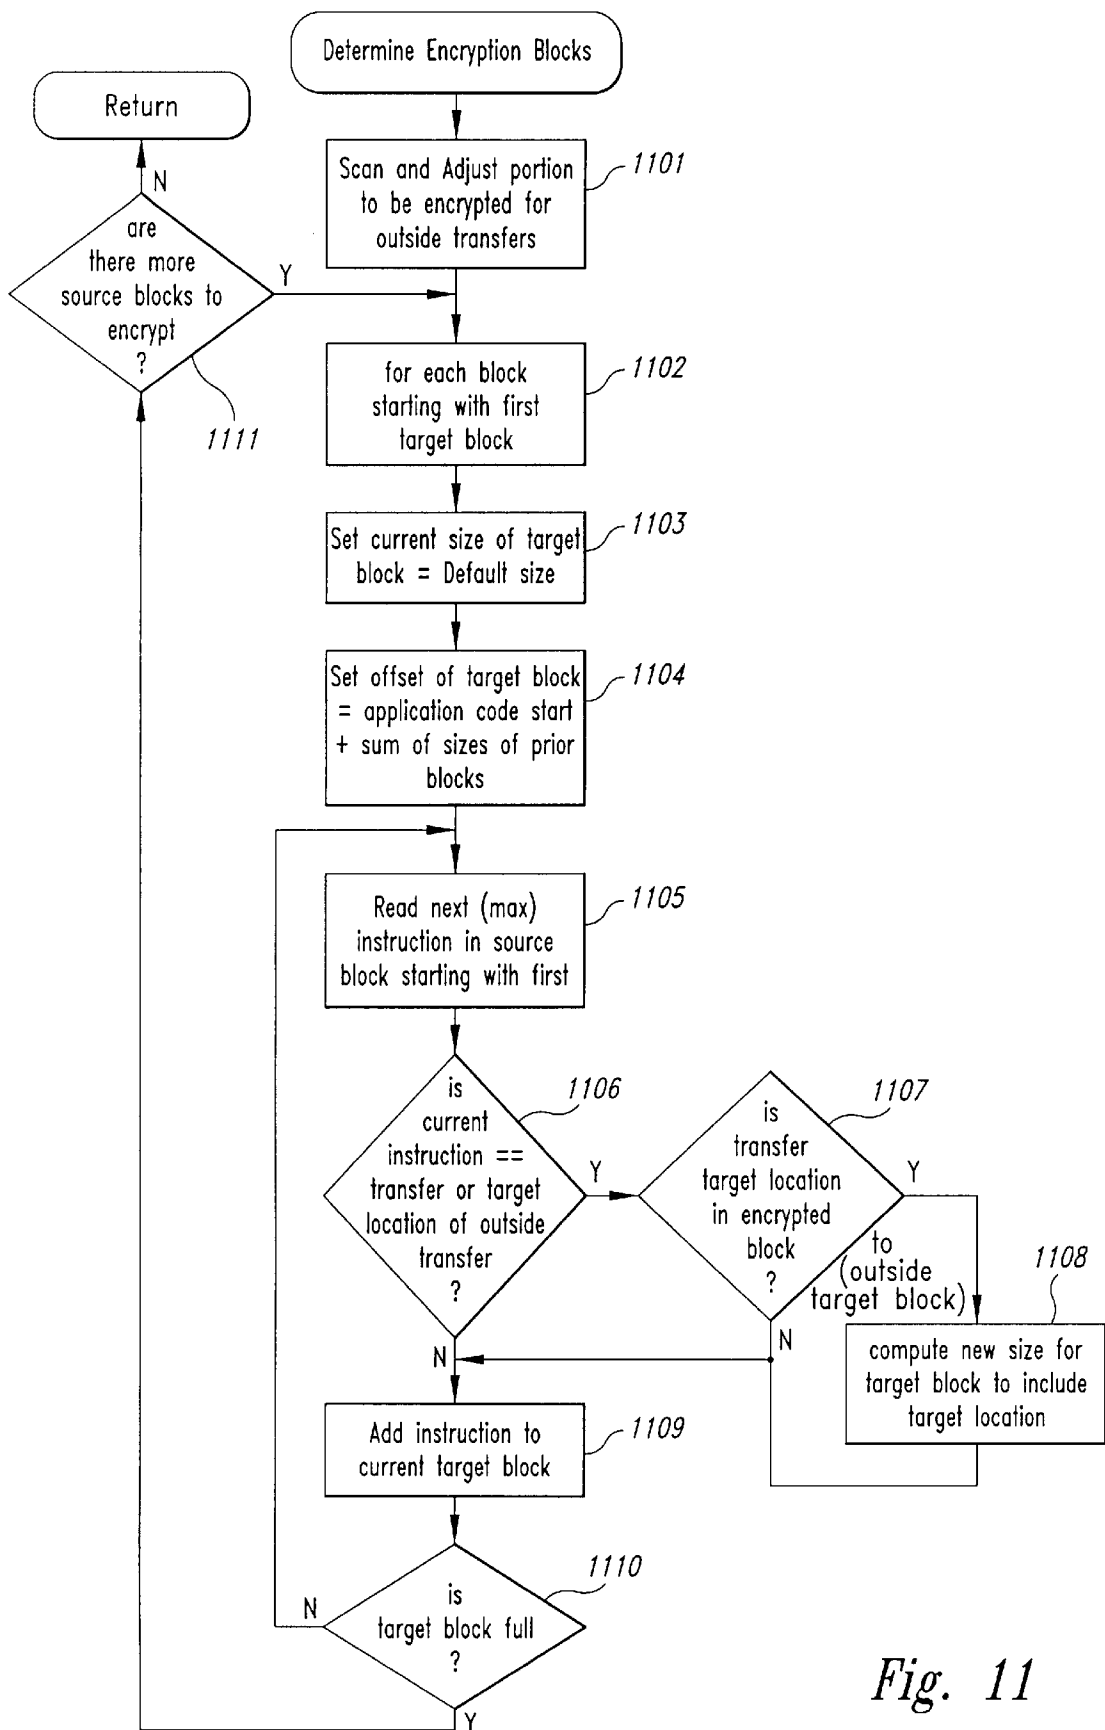 Determine Encryption Blocks
Return
Scan and Adjust portion
to be encrypted for
outside transfers
1101
N
are
there more
source blocks to
encrypt
?
Y
1111
for each block
starting with first
target block
1102
Set current size of target
block = Default size
1103
Set offset of target block
= application code start
+ sum of sizes of prior
blocks
1104
Read next (max)
instruction in source
block starting with first
1105
is
current
instruction ==
transfer or target
location of outside
transfer
?
1106
Y
N
is
transfer
target location
in encrypted
block
?
1107
Y
N
to
(outside
target block)
compute new size for
target block to include
target location
1108
Add instruction to
current target block
1109
is
target block full
?
1110
N
Y
Fig. 11